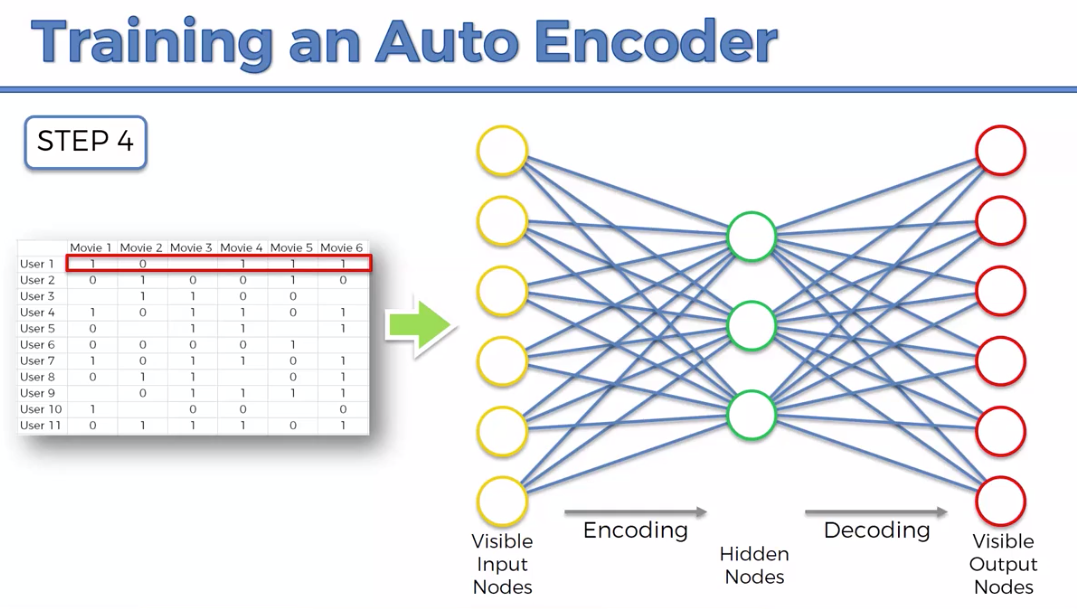 Training an Auto Encoder
STEP 4
Movie 1 Movie 2 Movie 3 Movie 4 Movie 5 Movie 6
User 1 1 0 1 1 1
User 2 0 1 0 0 1 0
User 3 1 1 0 0
User 4 1 0 1 1 0 1
User 5 0 1 1 1
User 6 0 0 0 0 1
User 7 1 0 1 1 0 1
User 8 0 1 1 0 1
User 9 0 1 1 1 1
User 10 1 0 0 0
User 11 0 1 1 1 0 1
Encoding
Decoding
Visible
Input
Nodes
Hidden
Nodes
Visible
Output
Nodes